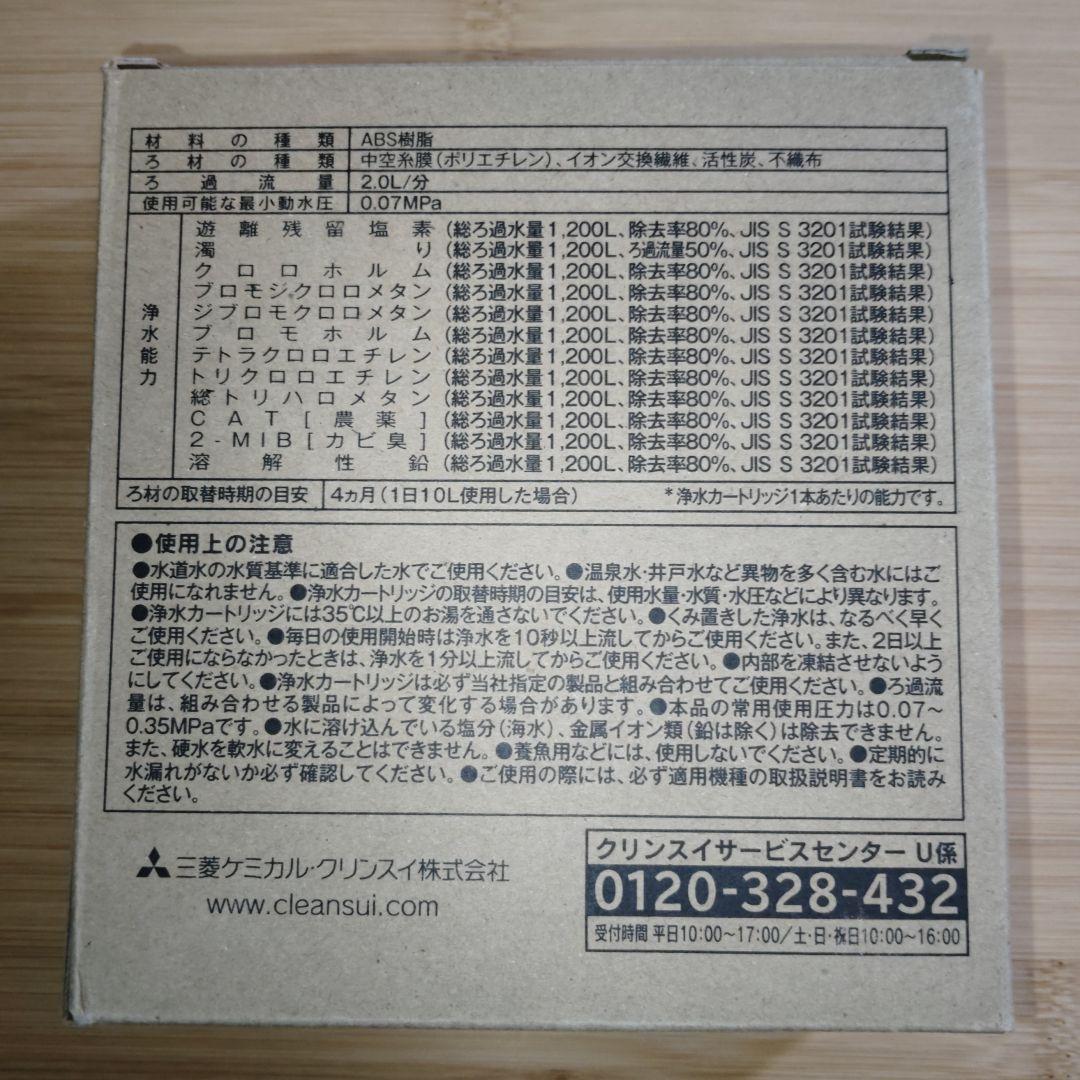 材料の種類 ABS樹脂
ろ材の種類 中空糸膜(ポリエチレン)、イオン交換繊維、活性炭、不織布
ろ過流量 2.0L/分
使用可能な最小動水圧 0.07MPa
浄水能力
遊離残留塩素(総ろ過水量1,200L、除去率80%、JIS S 3201試験結果)
濁り(総ろ過水量1,200L、ろ過流量50%、JIS S 3201試験結果)
クロロホルム(総ろ過水量1,200L、除去率80%、JIS S 3201試験結果)
ブロモジクロロメタン(総ろ過水量1,200L、除去率80%、JIS S 3201試験結果)
ジブロモクロロメタン(総ろ過水量1,200L、除去率80%、JIS S 3201試験結果)
ブロモホルム(総ろ過水量1,200L、除去率80%、JIS S 3201試験結果)
テトラクロロエチレン(総ろ過水量1,200L、除去率80%、JIS S 3201試験結果)
トリクロロエチレン(総ろ過水量1,200L、除去率80%、JIS S 3201試験結果)
総トリハロメタン(総ろ過水量1,200L、除去率80%、JIS S 3201試験結果)
CAT[農薬](総ろ過水量1,200L、除去率80%、JIS S 3201試験結果)
2-MIB[カビ臭](総ろ過水量1,200L、除去率80%、JIS S 3201試験結果)
溶解性鉛(総ろ過水量1,200L、除去率80%、JIS S 3201試験結果)
ろ材の取替時期の目安 4ヵ月(1日10L使用した場合) *浄水カートリッジ1本あたりの能力です。
●使用上の注意
●水道水の水質基準に適合した水でご使用ください。●温泉水・井戸水など異物を多く含む水にはご
使用になれません。●浄水カートリッジの取替時期の目安は、使用水量・水質・水圧などにより異なります。
●浄水カートリッジには35℃以上のお湯を通さないでください。●くみ置きした浄水は、なるべく早く
ご使用ください。●毎日の使用開始時は浄水を10秒以上流してからご使用ください。また、2日以上
ご使用にならなかったときは、浄水を1分以上流してからご使用ください。●内部を凍結させないよう
にしてください。●浄水カートリッジは必ず当社指定の製品と組み合わせてご使用ください。●ろ過流
量は、組み合わせる製品によって変化する場合があります。●本品の常用使用圧力は0.07～
0.35MPaです。●水に溶け込んでいる塩分(海水)、金属イオン類(鉛は除く)は除去できません。
また、硬水を軟水に変えることはできません。●養魚用などには、使用しないでください。●定期的に
水漏れがないか必ず確認してください。●ご使用の際には、必ず適用機種の取扱説明書をお読み
ください。
三菱ケミカル・クリンスイ株式会社
www.cleansui.com
クリンスイサービスセンター U係
0120-328-432
受付時間 平日10:00～17:00/土・日・祝日10:00～16:00